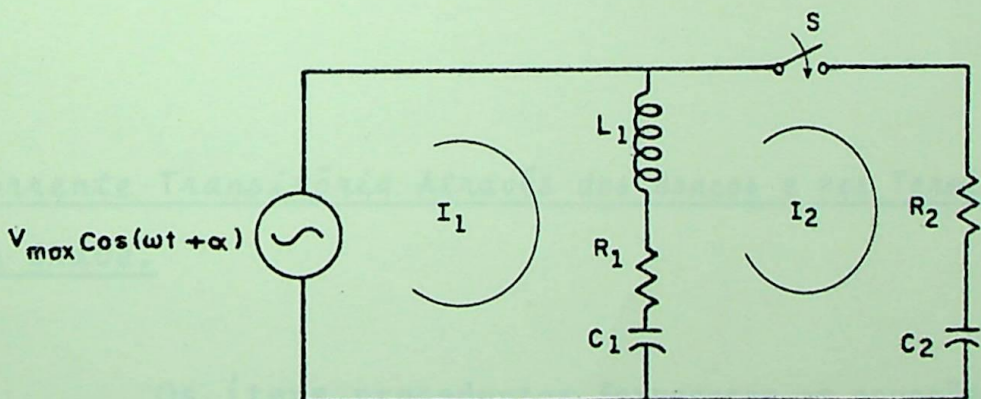 S
L1
I1
I2
R2
Vmax Cos(ωt + α)
R1
C1
C2